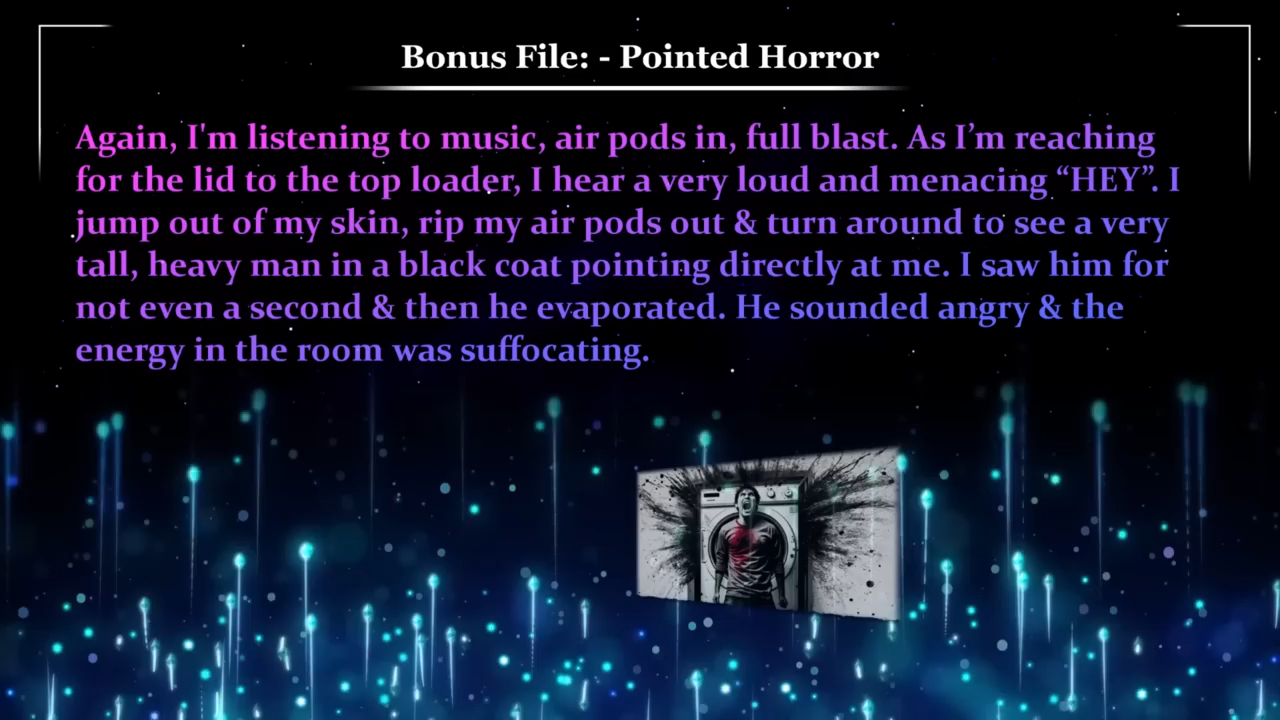 Bonus File: - Pointed Horror
Again, I'm listening to music, air pods in, full blast. As I’m reaching
for the lid to the top loader, I hear a very loud and menacing “HEY”. I
jump out of my skin, rip my air pods out & turn around to see a very
tall, heavy man in a black coat pointing directly at me. I saw him for
not even a second & then he evaporated. He sounded angry & the
energy in the room was suffocating.